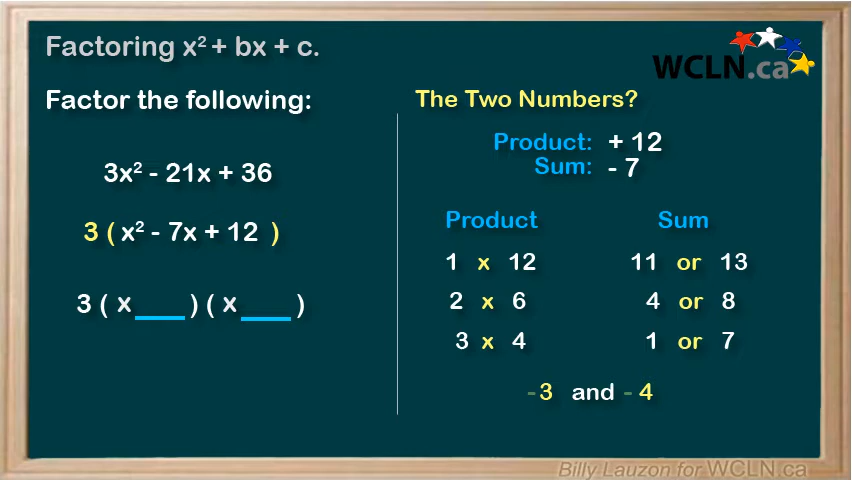 Factoring x² + bx + c.
WCLN.ca
Factor the following:
3x² - 21x + 36
3 ( x² - 7x + 12 )
3 ( x ____ ) ( x ____ )
The Two Numbers?
Product: + 12
Sum: - 7
Product Sum
1 x 12 11 or 13
2 x 6 4 or 8
3 x 4 1 or 7
- 3 and - 4
Billy Lauzon for WCLN.ca